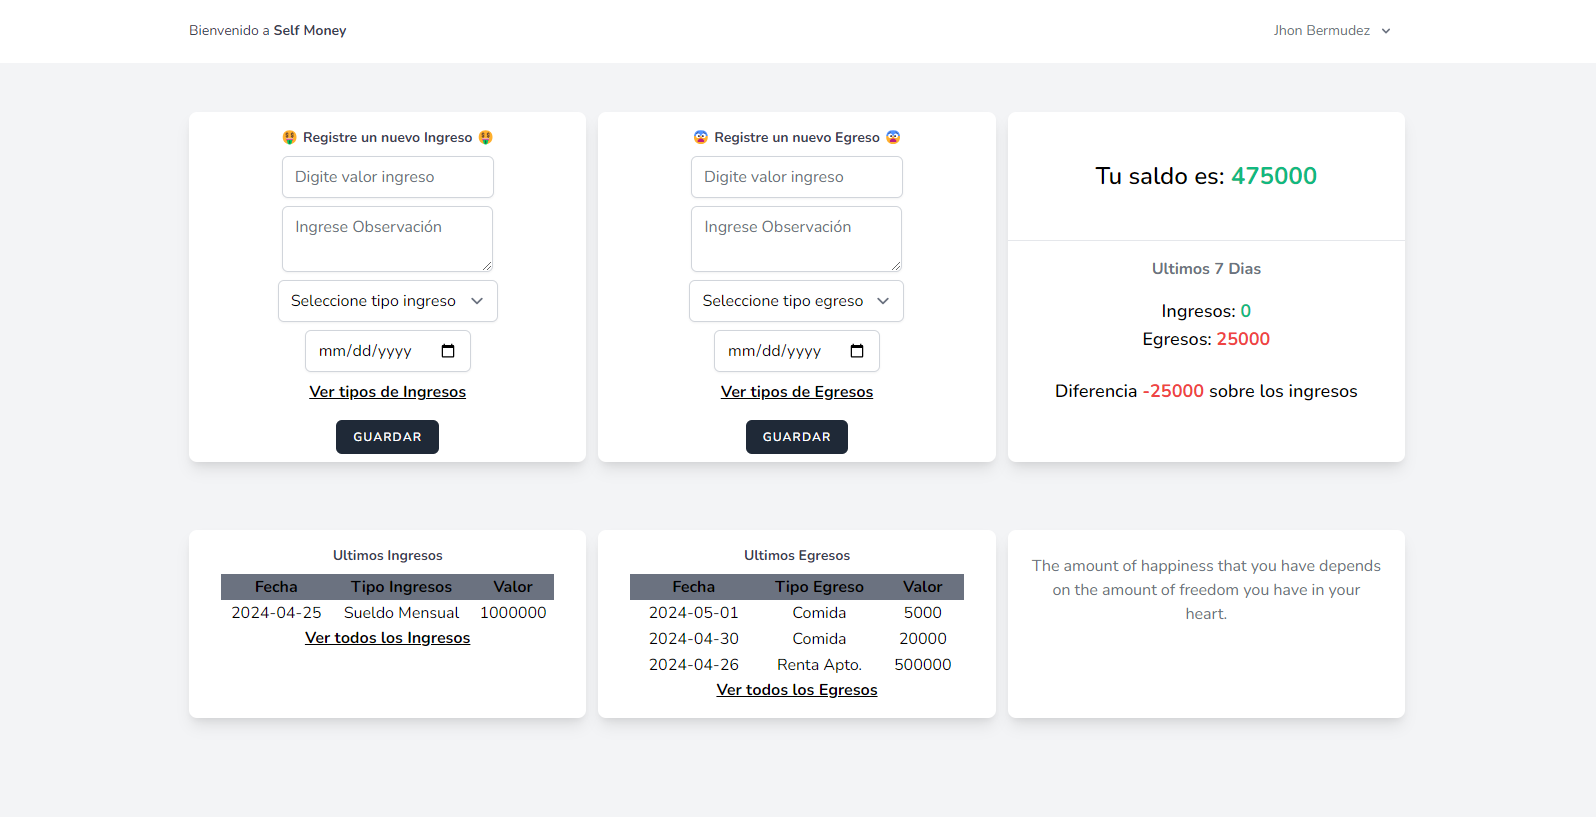 Bienvenido a Self Money
Jhon Bermudez
Registre un nuevo Ingreso
Digite valor ingreso
Ingrese Observación
Seleccione tipo ingreso
mm/dd/yyyy
Ver tipos de Ingresos
GUARDAR
Registre un nuevo Egreso
Digite valor ingreso
Ingrese Observación
Seleccione tipo egreso
mm/dd/yyyy
Ver tipos de Egresos
GUARDAR
Tu saldo es: 475000
Ultimos 7 Dias
Ingresos: 0
Egresos: 25000
Diferencia -25000 sobre los ingresos
Ultimos Ingresos
Fecha Tipo Ingresos Valor
2024-04-25 Sueldo Mensual 1000000
Ver todos los Ingresos
Ultimos Egresos
Fecha Tipo Egreso Valor
2024-05-01 Comida 5000
2024-04-30 Comida 20000
2024-04-26 Renta Apto. 500000
Ver todos los Egresos
The amount of happiness that you have depends
on the amount of freedom you have in your
heart.